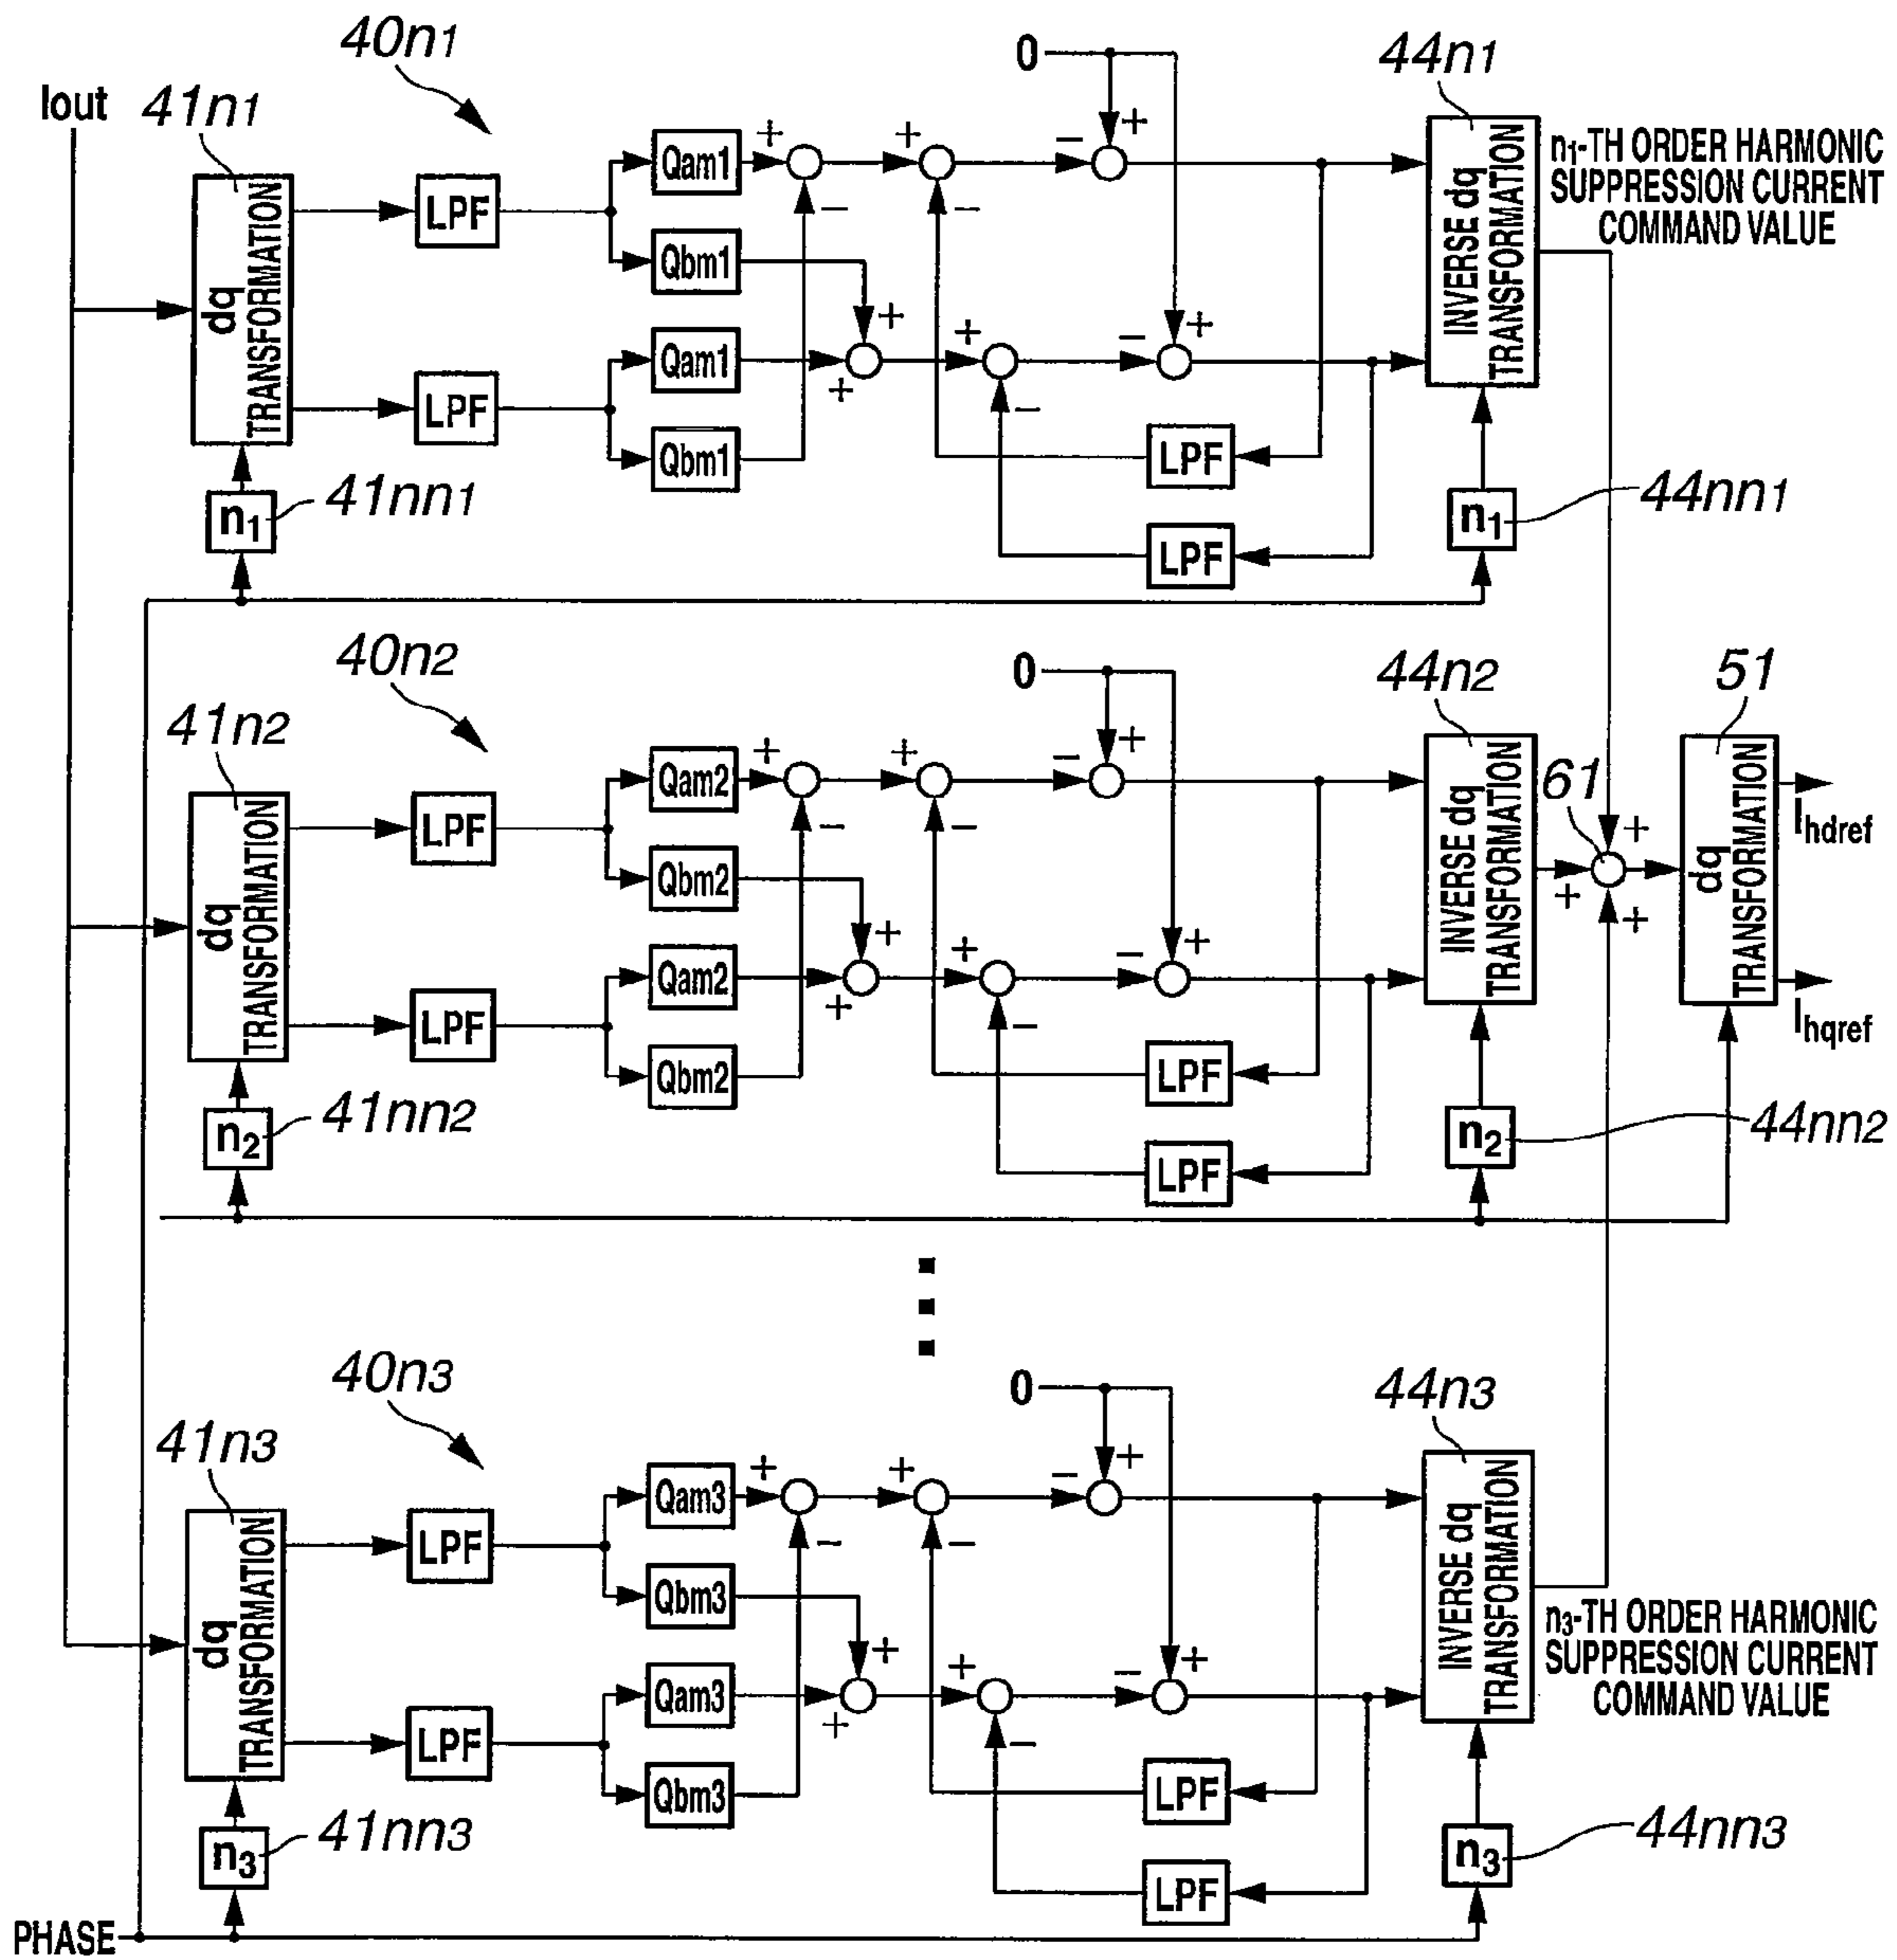 40n1
0
44n1
Iout
41n1
n1-TH ORDER HARMONIC
SUPPRESSION CURRENT
COMMAND VALUE
dq
TRANSFORMATION
LPF
LPF
Qam1
Qbm1
Qam1
Qbm1
+
−
+
+
+
−
+
−
−
+
−
+
LPF
LPF
INVERSE dq
TRANSFORMATION
n1
41nn1
n1
44nn1
40n2
0
44n2
51
41n2
dq
TRANSFORMATION
LPF
LPF
Qam2
Qbm2
Qam2
Qbm2
+
−
+
+
+
−
+
−
−
+
−
+
LPF
LPF
INVERSE dq
TRANSFORMATION
61
+
+
+
dq
TRANSFORMATION
Ihdref
Ihqref
n2
41nn2
n2
44nn2
40n3
0
44n3
41n3
dq
TRANSFORMATION
LPF
LPF
Qam3
Qbm3
Qam3
Qbm3
+
−
+
+
+
−
+
−
−
+
−
+
LPF
LPF
INVERSE dq
TRANSFORMATION
n3-TH ORDER HARMONIC
SUPPRESSION CURRENT
COMMAND VALUE
n3
41nn3
n3
44nn3
PHASE